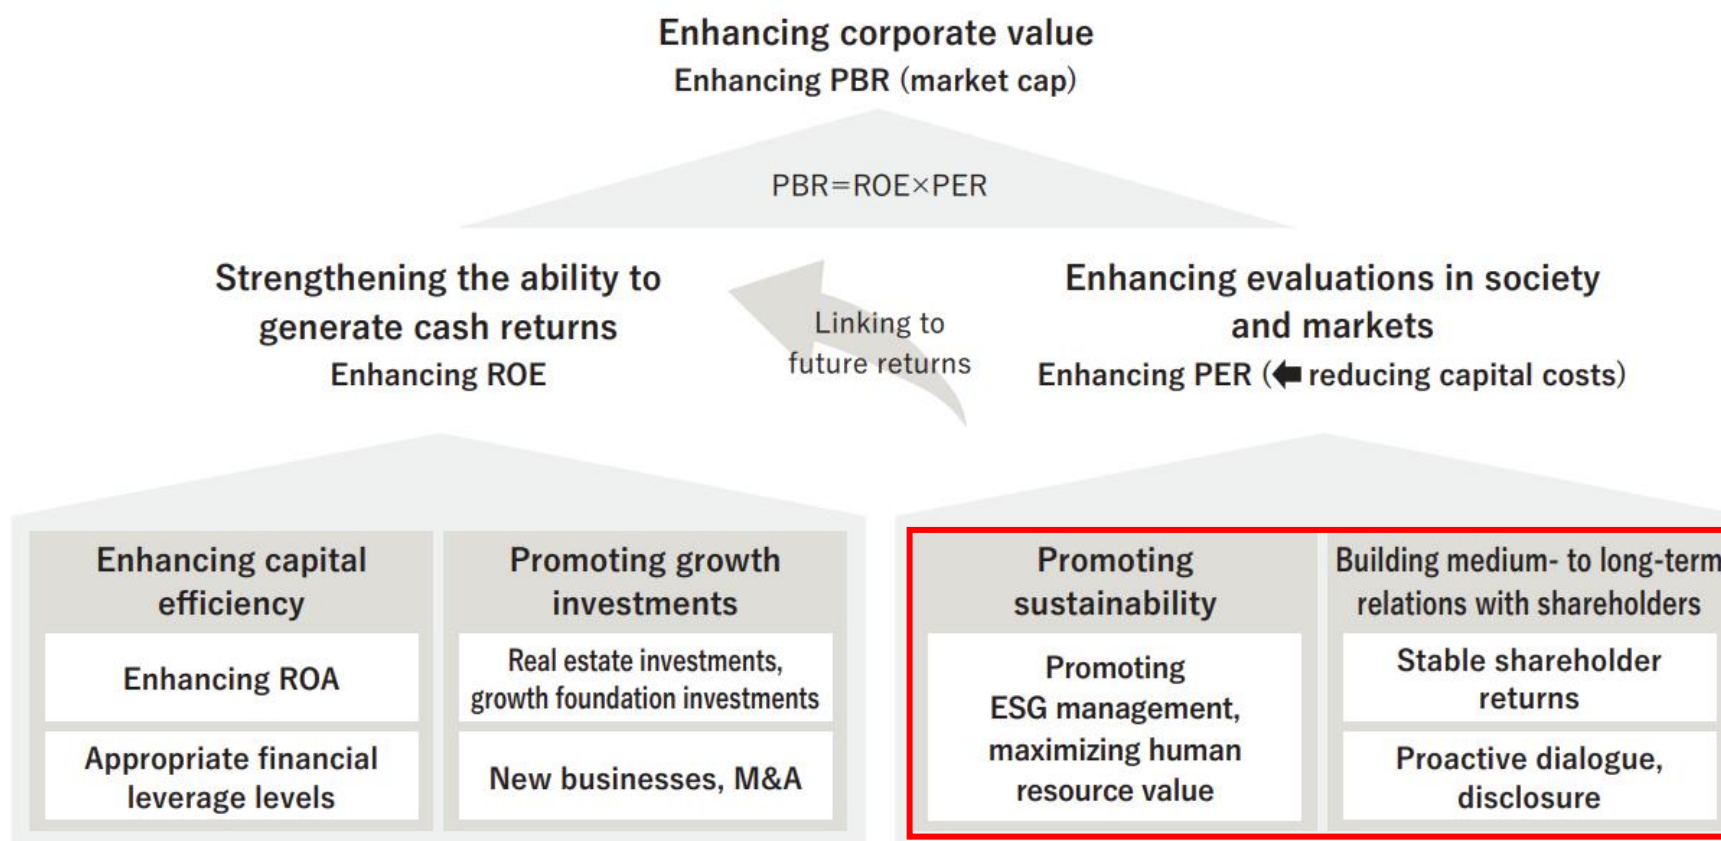 Enhancing corporate value
Enhancing PBR (market cap)
PBR=ROE×PER
Strengthening the ability to
generate cash returns
Enhancing ROE
Linking to
future returns
Enhancing evaluations in society
and markets
Enhancing PER (⬅ reducing capital costs)
Enhancing capital
efficiency
Enhancing ROA
Appropriate financial
leverage levels
Promoting growth
investments
Real estate investments,
growth foundation investments
New businesses, M&A
Promoting
sustainability
Promoting
ESG management,
maximizing human
resource value
Building medium- to long-term
relations with shareholders
Stable shareholder
returns
Proactive dialogue,
disclosure